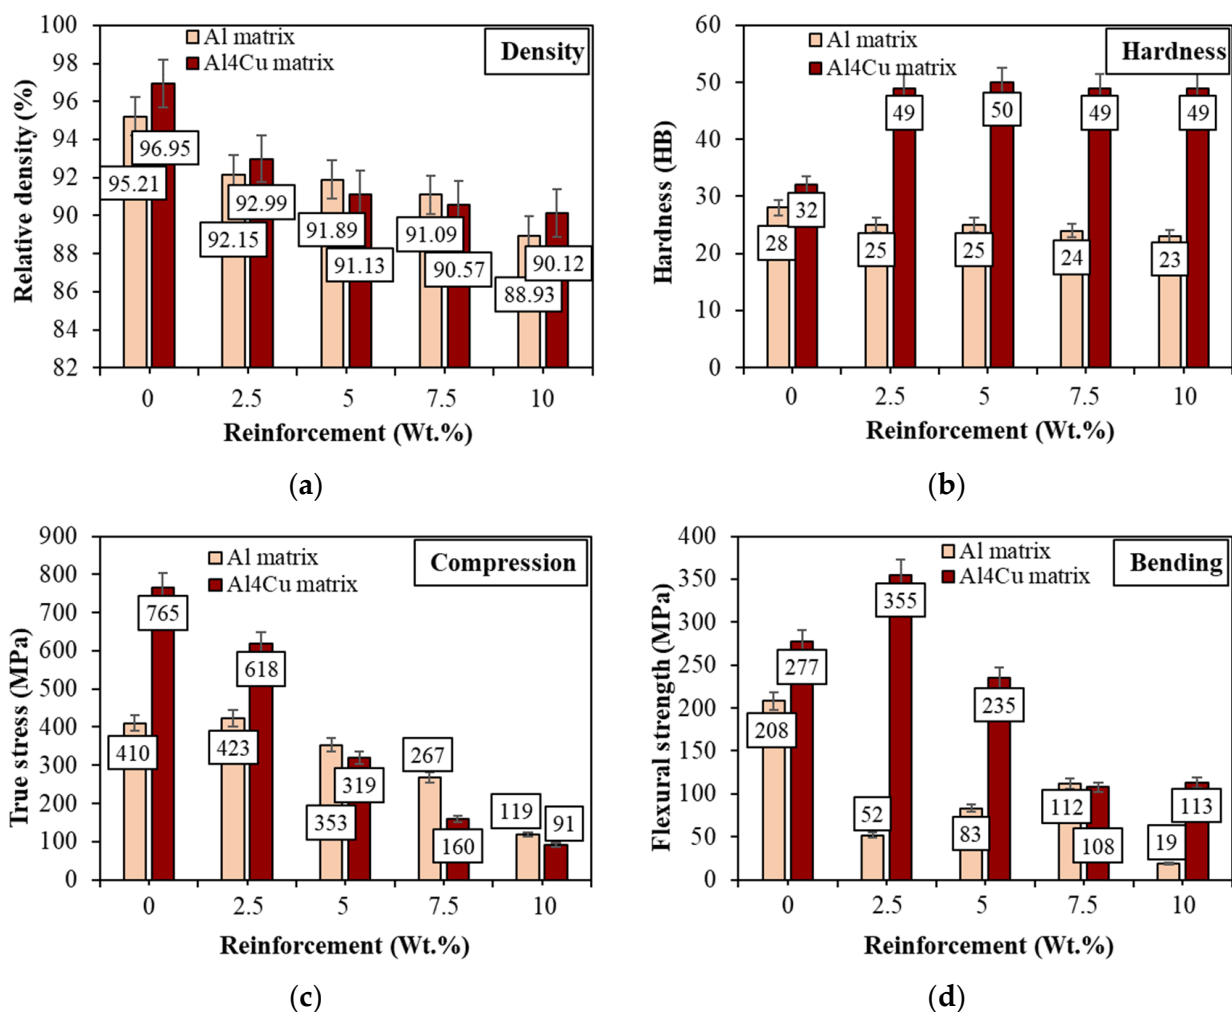 Density
Al matrix
Al4Cu matrix
Relative density (%)
100
98
96
94
92
90
88
86
84
82
95.21
96.95
92.15
92.99
91.89
91.13
91.09
90.57
88.93
90.12
0 2.5 5 7.5 10
Reinforcement (Wt.%)
(a)
Hardness
Al matrix
Al4Cu matrix
Hardness (HB)
60
50
40
30
20
10
0
28
32
25
49
25
50
24
49
23
49
0 2.5 5 7.5 10
Reinforcement (Wt.%)
(b)
Compression
Al matrix
Al4Cu matrix
True stress (MPa)
900
800
700
600
500
400
300
200
100
0
410
765
423
618
353
319
267
160
119
91
0 2.5 5 7.5 10
Reinforcement (Wt.%)
(c)
Bending
Al matrix
Al4Cu matrix
Flexural strength (MPa)
400
350
300
250
200
150
100
50
0
208
277
52
355
83
235
112
108
19
113
0 2.5 5 7.5 10
Reinforcement (Wt.%)
(d)